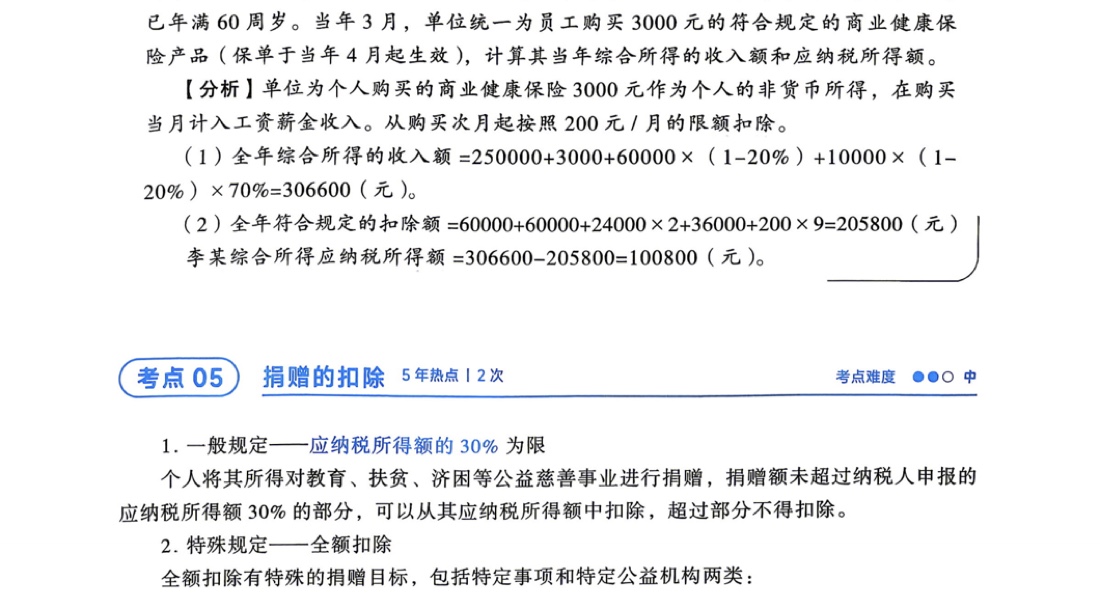 已年满 60 周岁。当年 3 月，单位统一为员工购买 3000 元的符合规定的商业健康保
险产品（保单于当年 4 月起生效），计算其当年综合所得的收入额和应纳税所得额。
【分析】单位为个人购买的商业健康保险 3000 元作为个人的非货币所得，在购买
当月计入工资薪金收入。从购买次月起按照 200 元 / 月的限额扣除。
（1）全年综合所得的收入额 =250000+3000+60000×（1-20%）+10000×（1-
20%）×70%=306600（元）。
（2）全年符合规定的扣除额 =60000+60000+24000×2+36000+200×9=205800（元）
李某综合所得应纳税所得额 =306600-205800=100800（元）。
考点 05 捐赠的扣除 5 年热点 | 2 次 考点难度 中
1. 一般规定——应纳税所得额的 30% 为限
个人将其所得对教育、扶贫、济困等公益慈善事业进行捐赠，捐赠额未超过纳税人申报的
应纳税所得额 30% 的部分，可以从其应纳税所得额中扣除，超过部分不得扣除。
2. 特殊规定——全额扣除
全额扣除有特殊的捐赠目标，包括特定事项和特定公益机构两类：